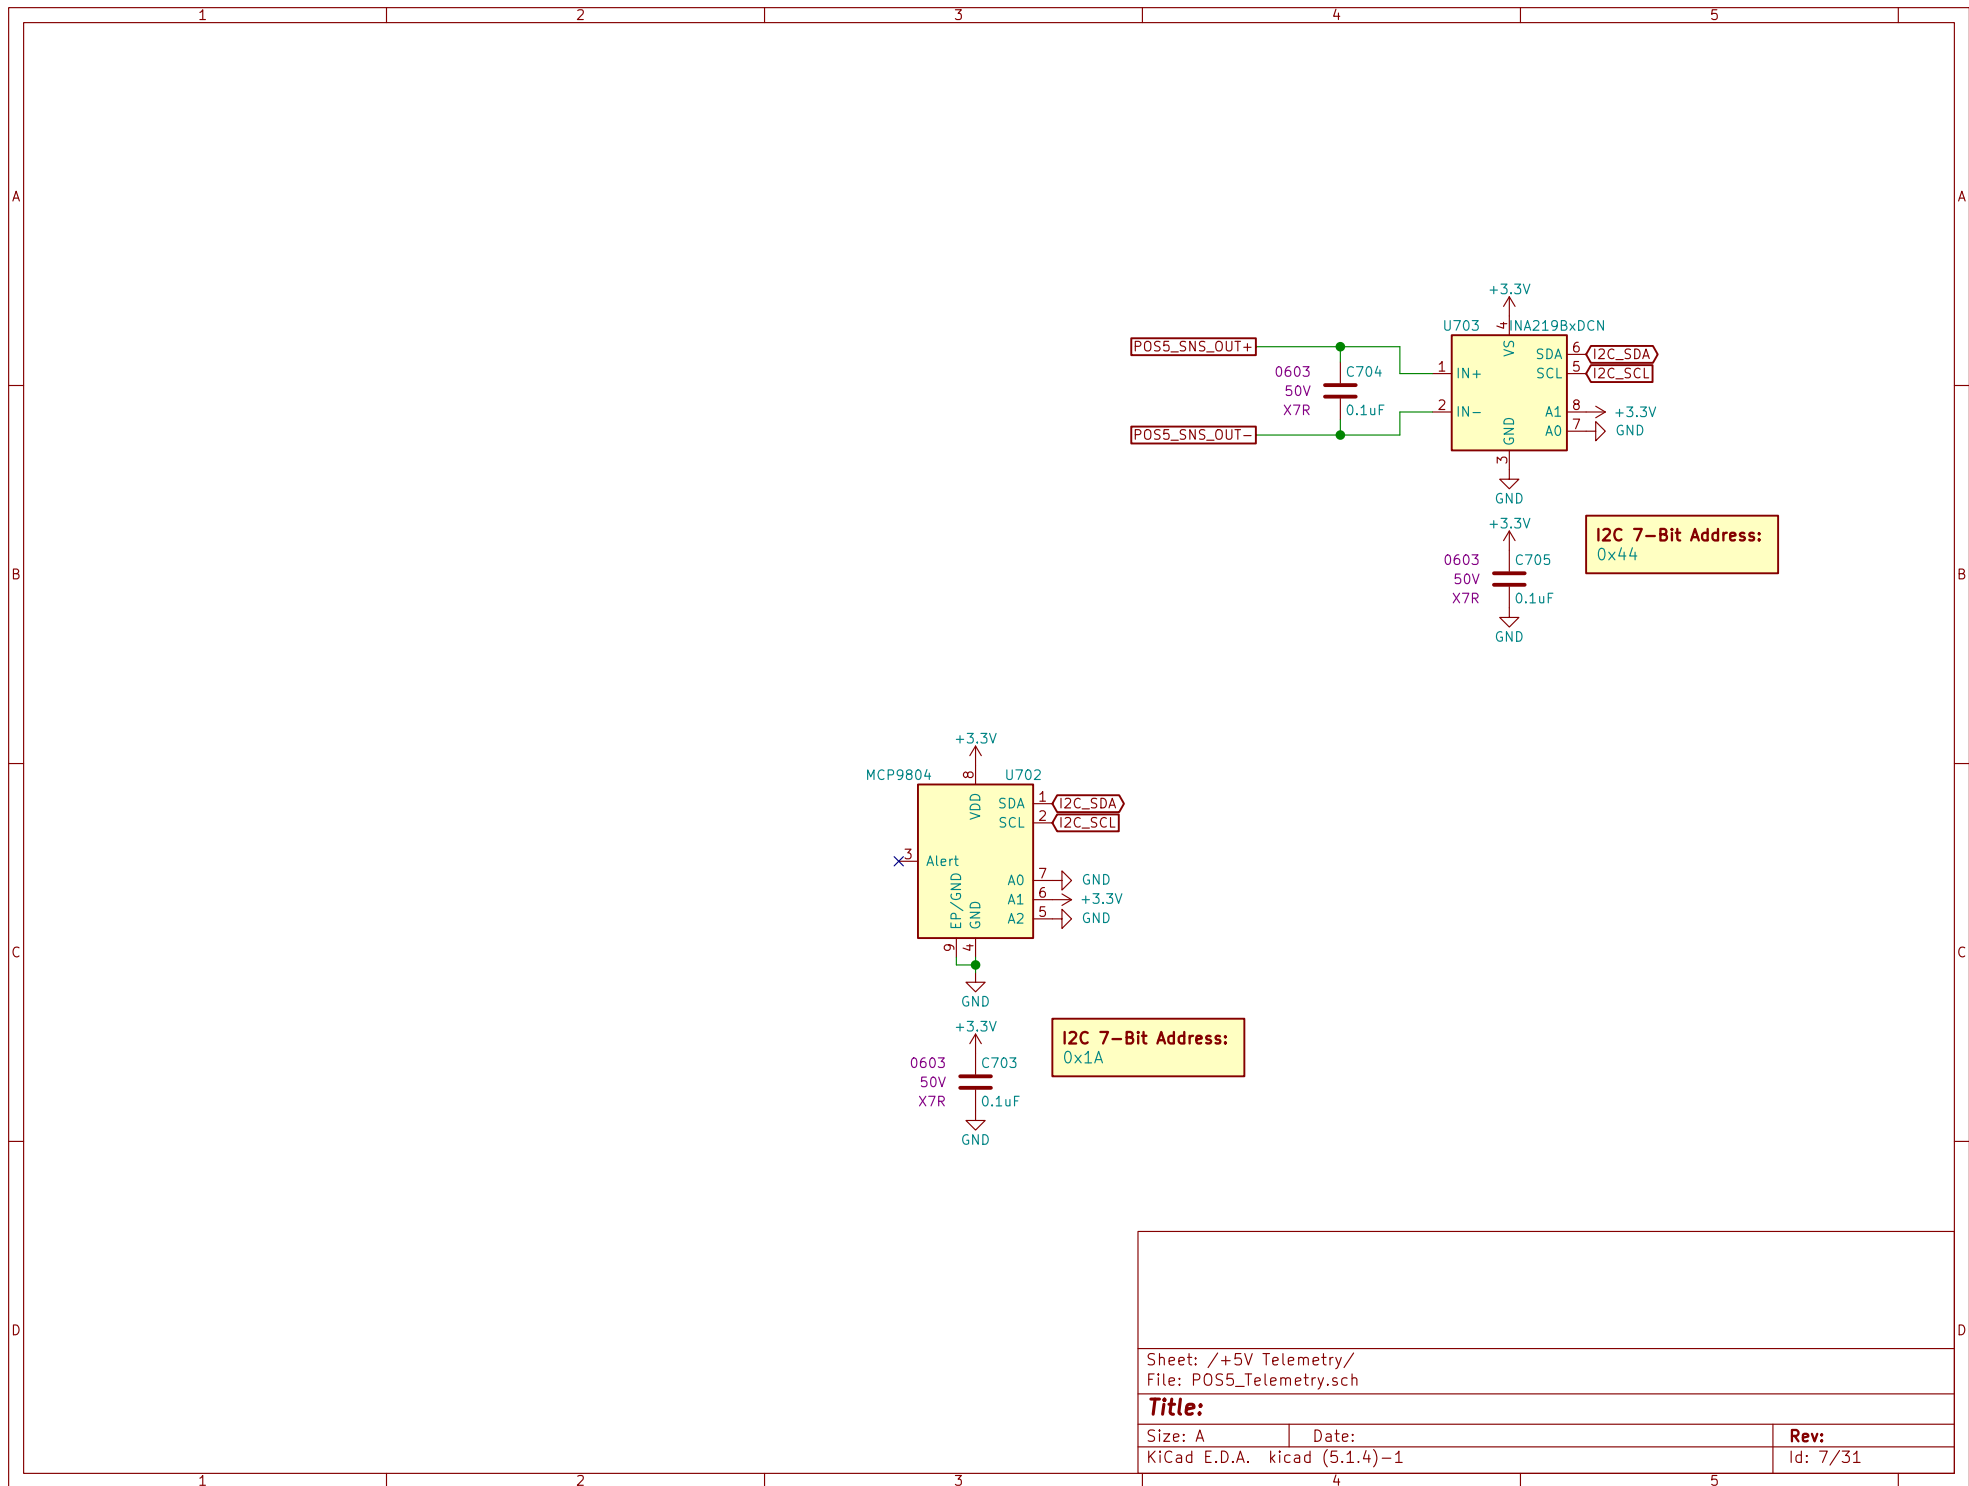 1 2 3 4 5
A A
+3.3V
U703 4 INA219BxDCN
VS
POS5_SNS_OUT+
SDA 6 I2C_SDA
0603 C704 1 IN+ SCL 5 I2C_SCL
50V
X7R 0.1uF 2 IN- A1 8 +3.3V
POS5_SNS_OUT- GND A0 7 GND
3
GND
+3.3V
I2C 7-Bit Address:
0x44
0603 C705
50V
X7R 0.1uF
GND
B B
+3.3V
MCP9804 8 U702
VDD SDA 1 I2C_SDA
SCL 2 I2C_SCL
3 Alert
A0 7 GND
EP/GND GND A1 6 +3.3V
A2 5 GND
9 4
C C
GND
+3.3V
I2C 7-Bit Address:
0x1A
0603 C703
50V
X7R 0.1uF
GND
D D
Sheet: /+5V Telemetry/
File: POS5_Telemetry.sch
Title:
Size: A Date: Rev:
KiCad E.D.A. kicad (5.1.4)-1 Id: 7/31
1 2 3 4 5